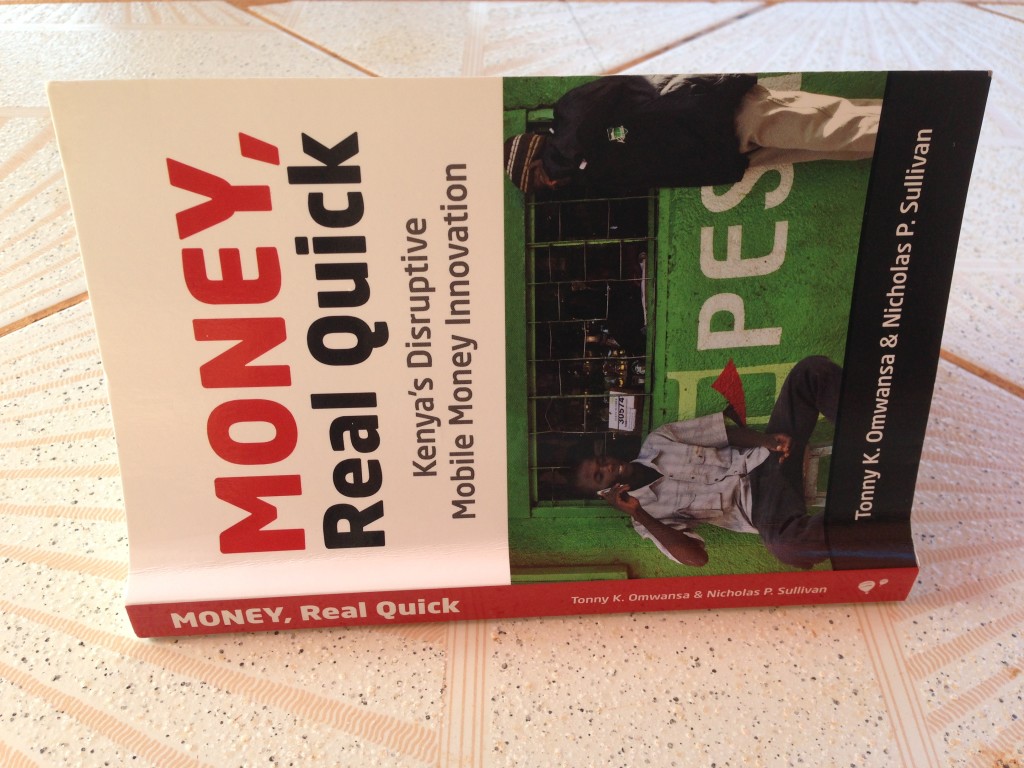 MONEY,
Real Quick
Kenya's Disruptive
Mobile Money Innovation
30574
PES
Tonny K. Omwansa & Nicholas P. Sullivan
MONEY, Real Quick
Tonny K. Omwansa & Nicholas P. Sullivan